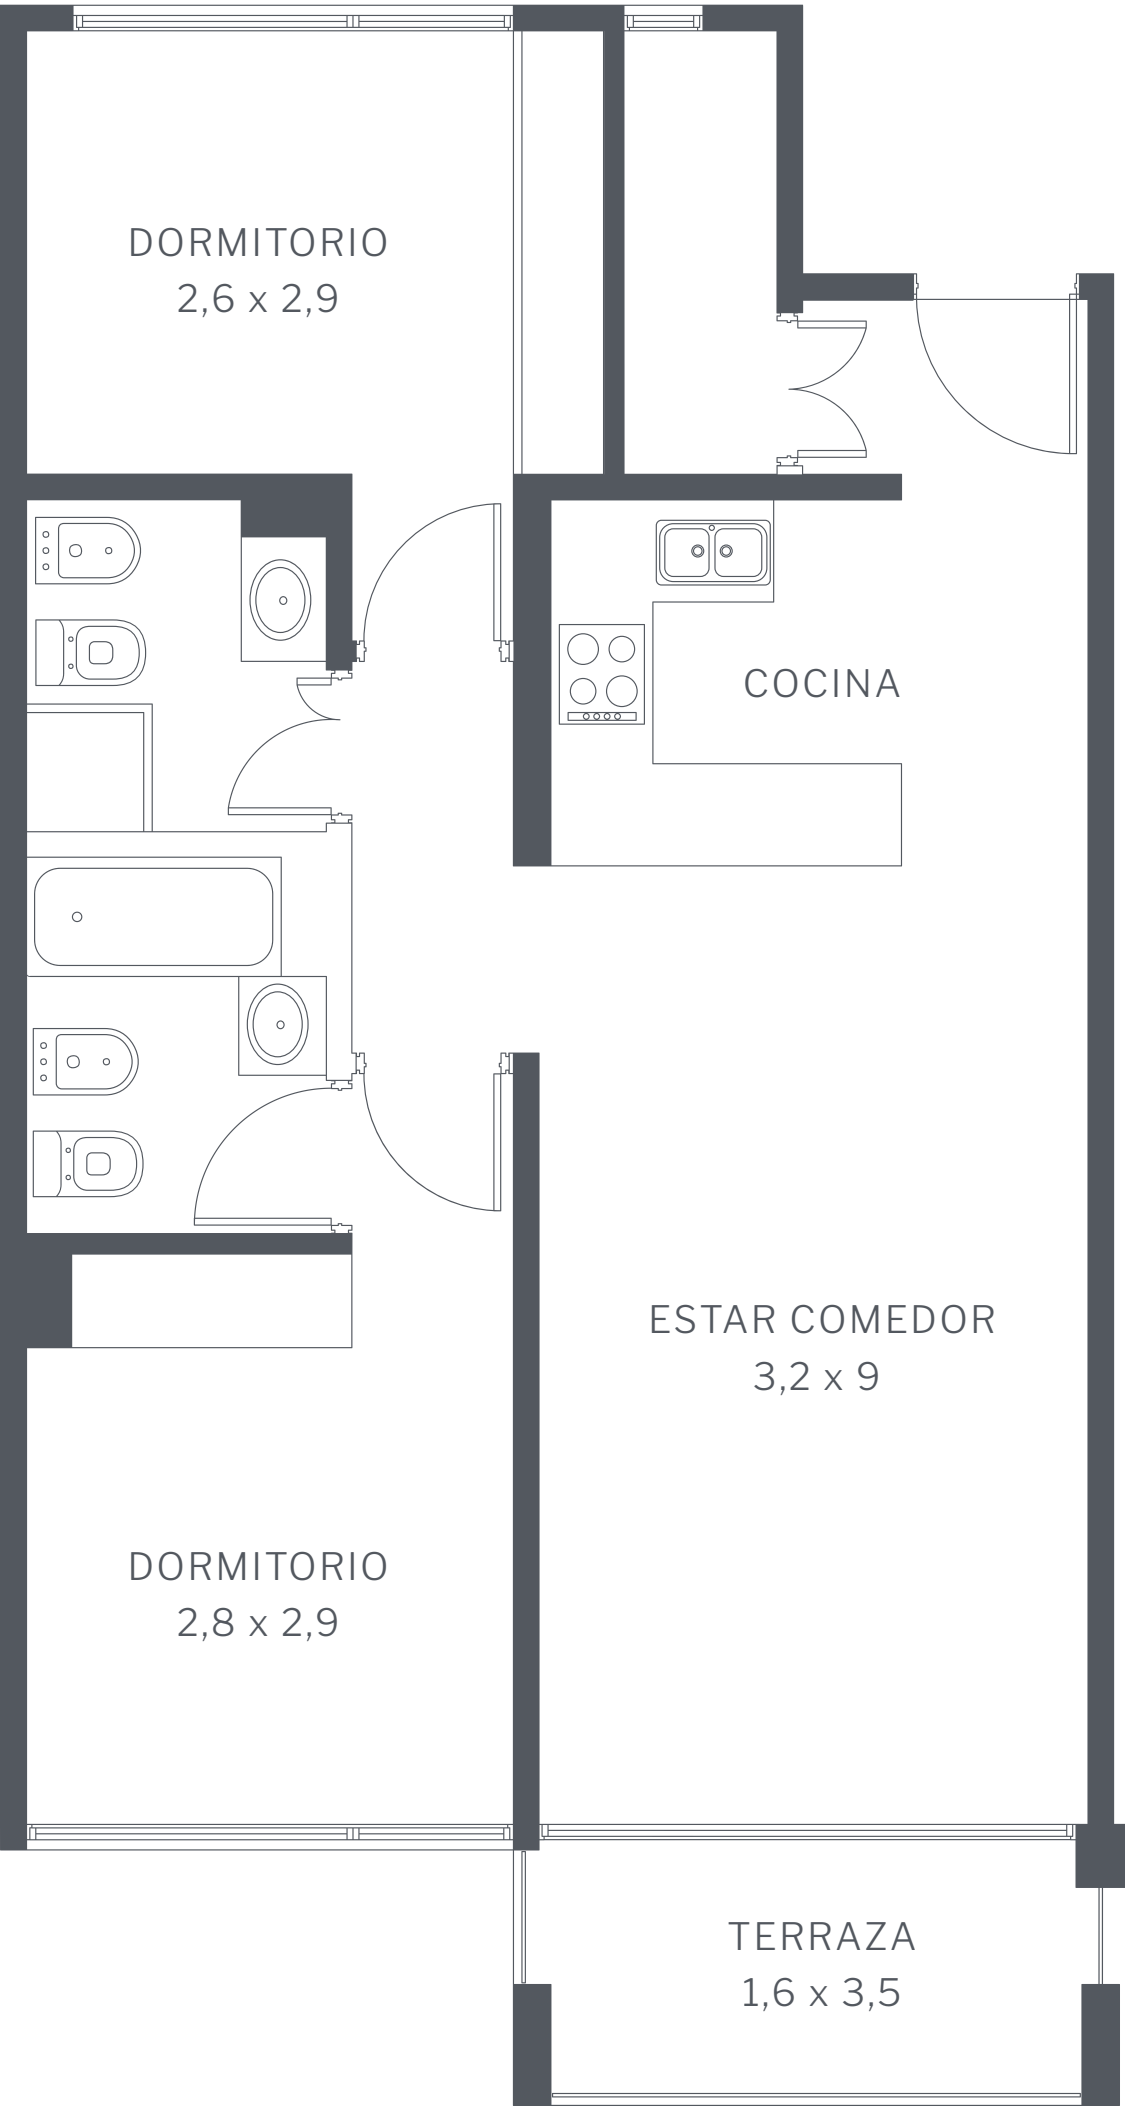 DORMITORIO
2,6 x 2,9
COCINA
ESTAR COMEDOR
3,2 x 9
DORMITORIO
2,8 x 2,9
TERRAZA
1,6 x 3,5